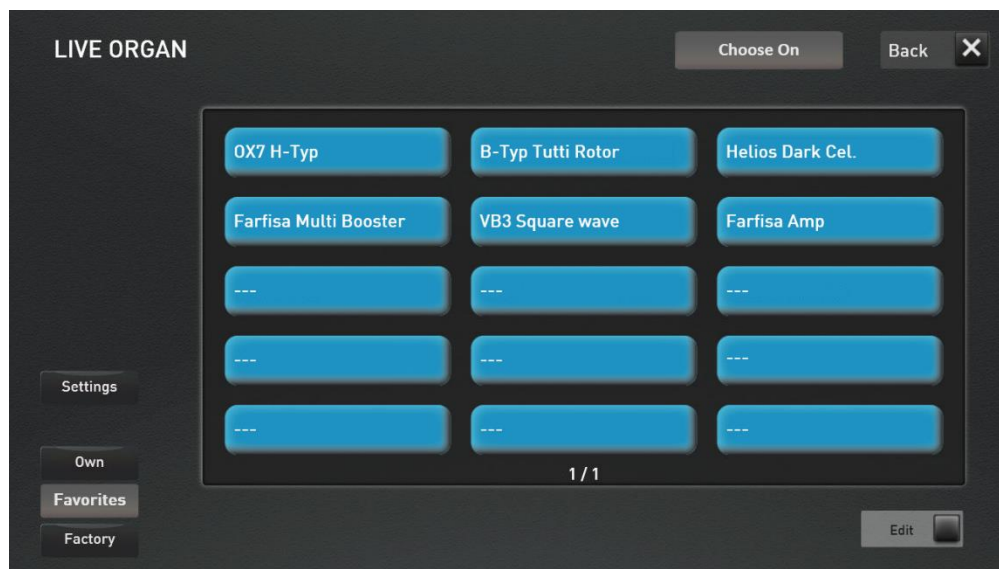 LIVE ORGAN
Choose On
Back
OX7 H-Typ
B-Typ Tutti Rotor
Helios Dark Cel.
Farfisa Multi Booster
VB3 Square wave
Farfisa Amp
---
---
---
---
---
---
---
---
---
1 / 1
Settings
Own
Favorites
Factory
Edit